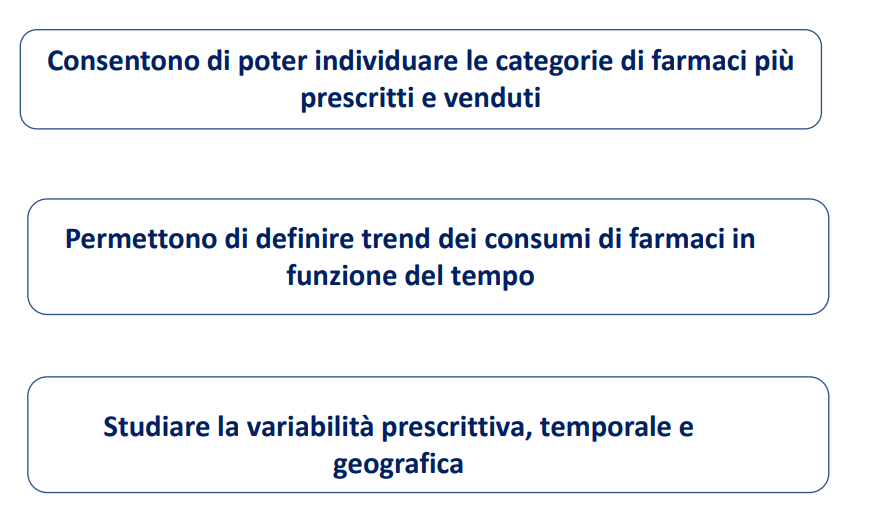 Consentono di poter individuare le categorie di farmaci più
prescritti e venduti
Permettono di definire trend dei consumi di farmaci in
funzione del tempo
Studiare la variabilità prescrittiva, temporale e
geografica